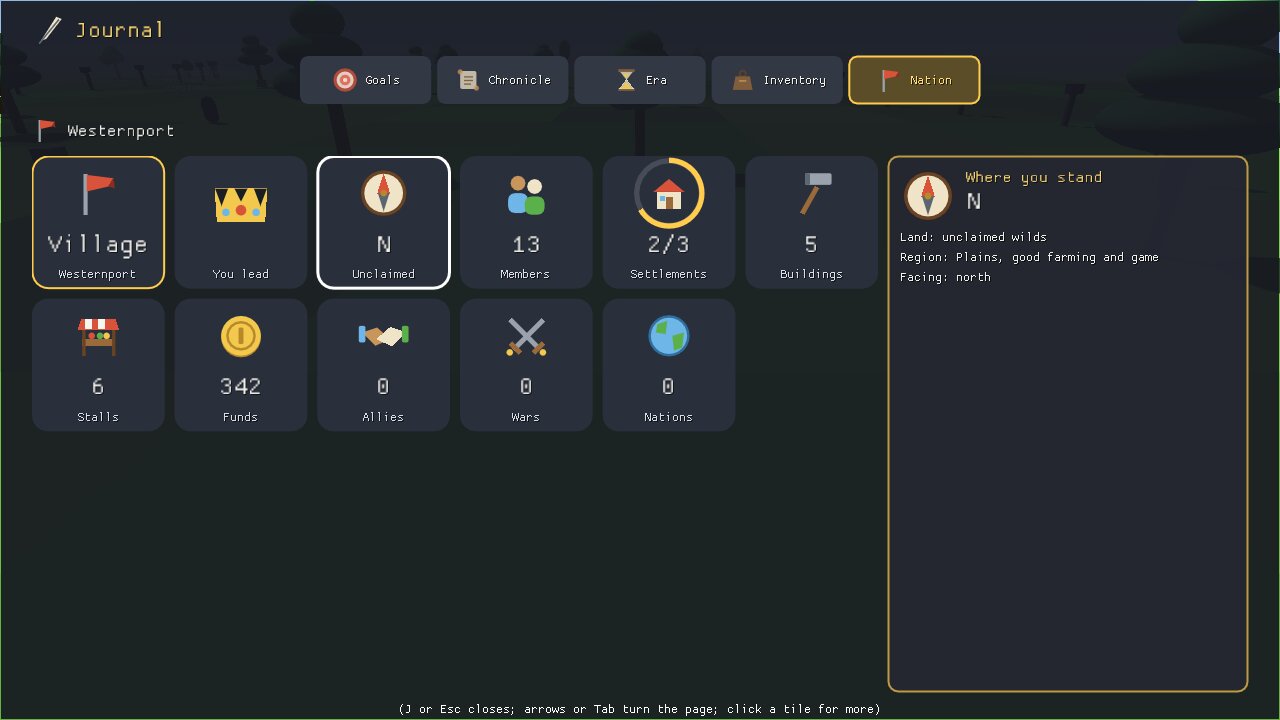 Journal
Goals
Chronicle
Era
Inventory
Nation
Westernport
Village
Westernport
You lead
N
Unclaimed
13
Members
2/3
Settlements
5
Buildings
6
Stalls
342
Funds
0
Allies
0
Wars
0
Nations
Where you stand
N
Land: unclaimed wilds
Region: Plains, good farming and game
Facing: north
(J or Esc closes; arrows or Tab turn the page; click a tile for more)